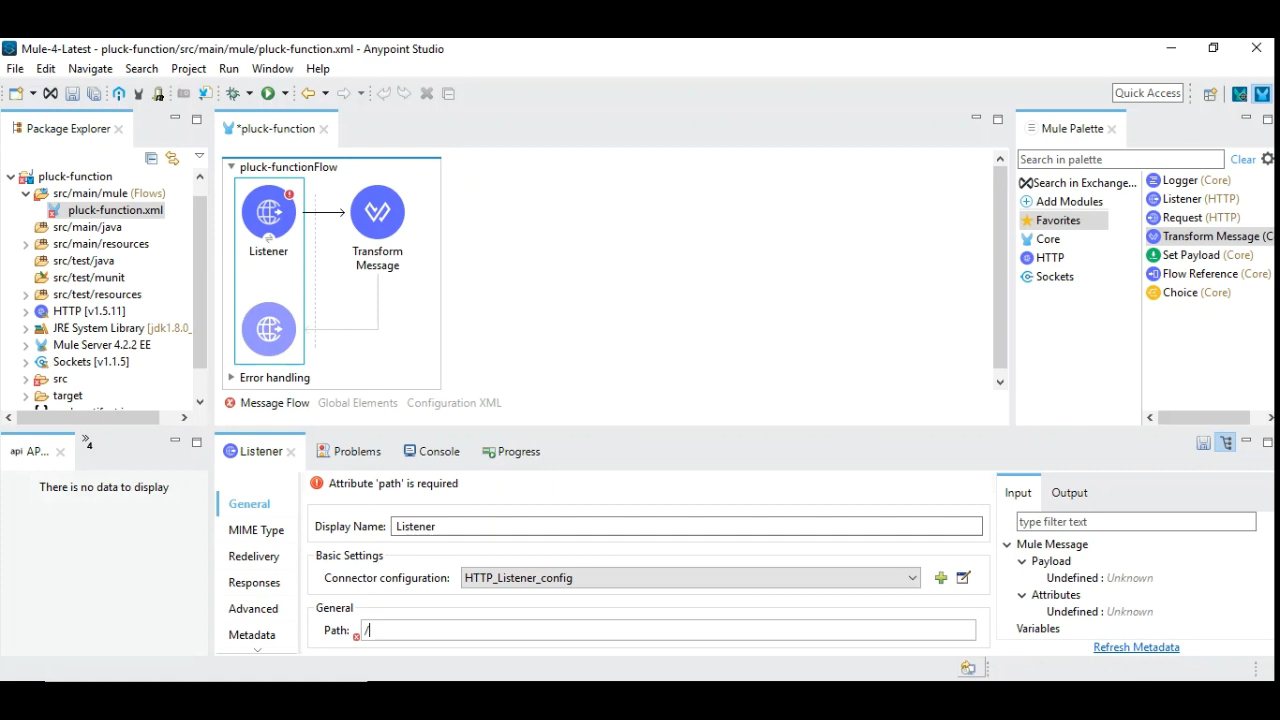 Mule-4-Latest - pluck-function/src/main/mule/pluck-function.xml - Anypoint Studio
File Edit Navigate Search Project Run Window Help
Quick Access
Package Explorer
pluck-function
src/main/mule (Flows)
pluck-function.xml
src/main/java
src/main/resources
src/test/java
src/test/munit
src/test/resources
HTTP [v1.5.11]
JRE System Library [jdk1.8.0_
Mule Server 4.2.2 EE
Sockets [v1.1.5]
src
target
*pluck-function
pluck-functionFlow
Listener
Transform
Message
Error handling
Message Flow Global Elements Configuration XML
Mule Palette
Search in palette
Clear
Search in Exchange...
Add Modules
Favorites
Core
HTTP
Sockets
Logger (Core)
Listener (HTTP)
Request (HTTP)
Transform Message (C
Set Payload (Core)
Flow Reference (Core)
Choice (Core)
api AP...
4
There is no data to display
Listener
Problems
Console
Progress
General
MIME Type
Redelivery
Responses
Advanced
Metadata
Attribute 'path' is required
Display Name: Listener
Basic Settings
Connector configuration: HTTP_Listener_config
General
Path: /
Input Output
type filter text
Mule Message
Payload
Undefined : Unknown
Attributes
Undefined : Unknown
Variables
Refresh Metadata